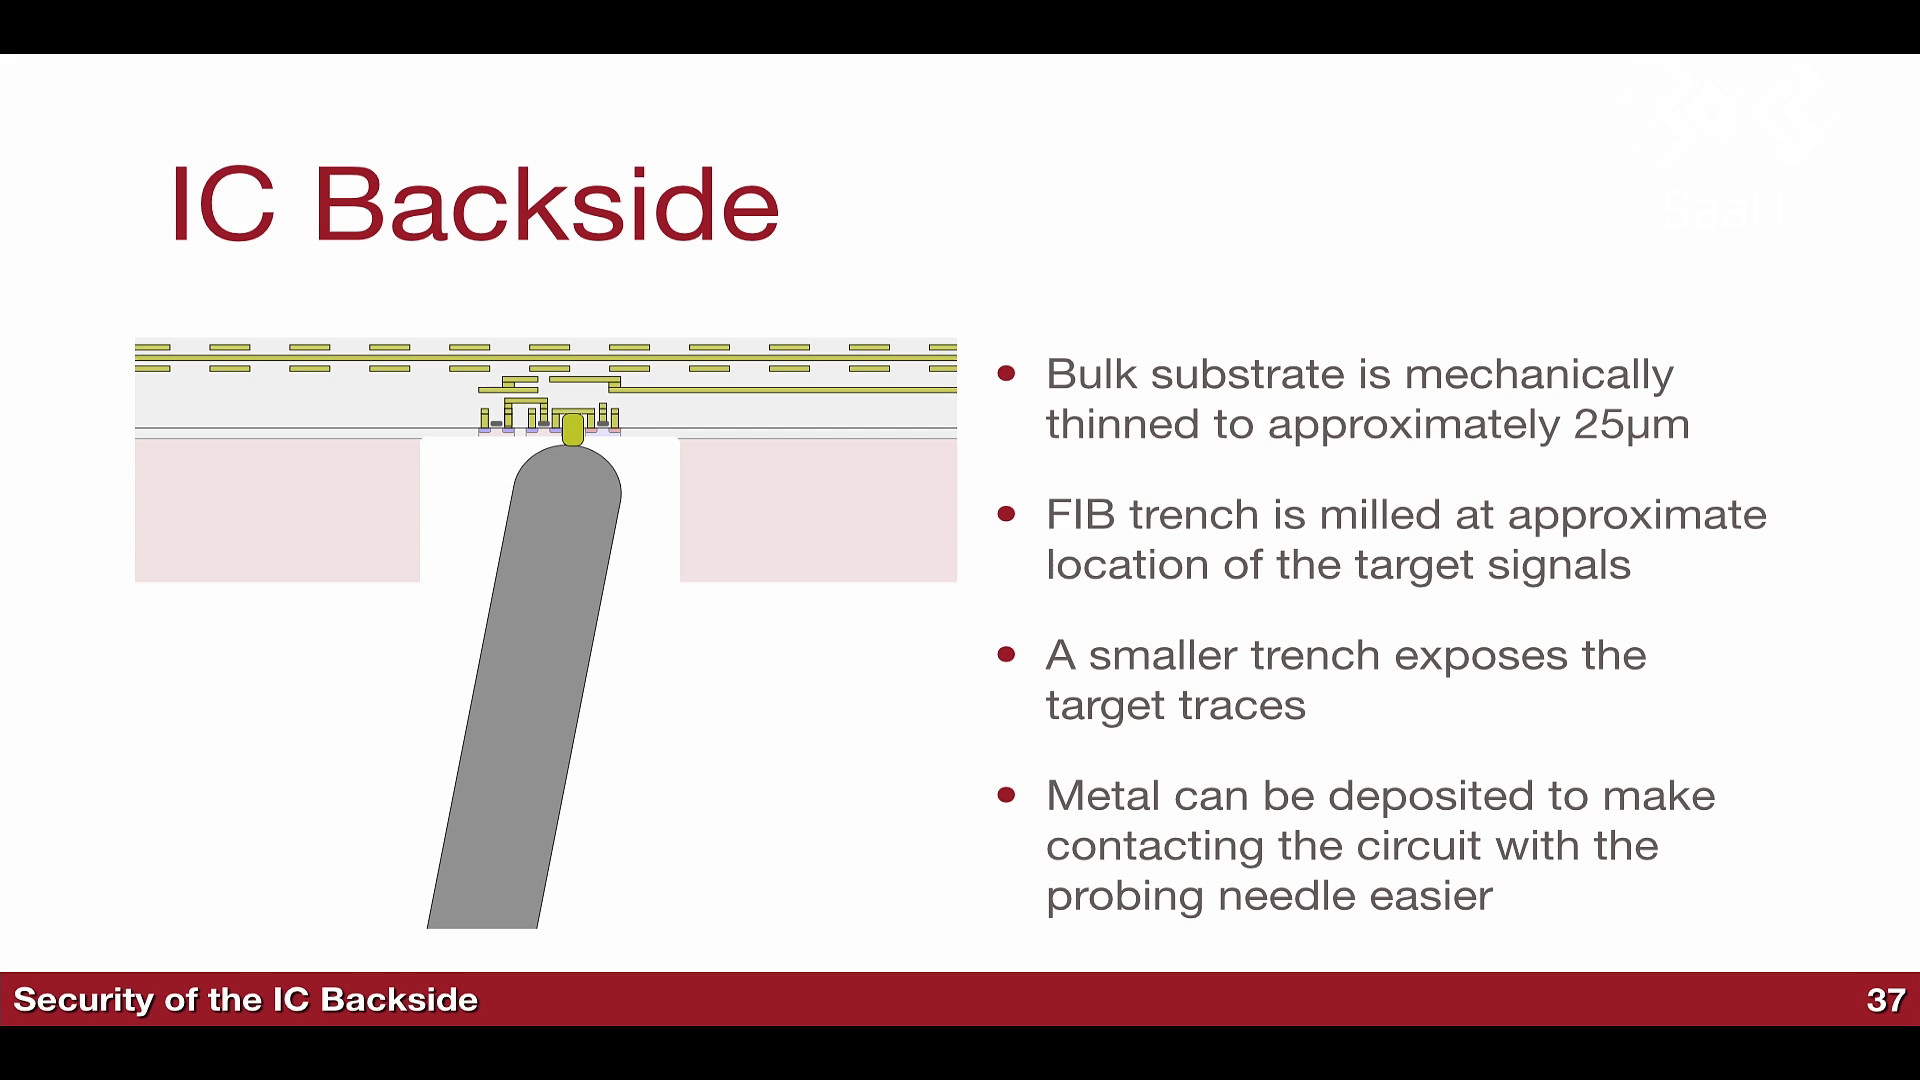 Saal 1
IC Backside
• Bulk substrate is mechanically
thinned to approximately 25µm
• FIB trench is milled at approximate
location of the target signals
• A smaller trench exposes the
target traces
• Metal can be deposited to make
contacting the circuit with the
probing needle easier
Security of the IC Backside
37